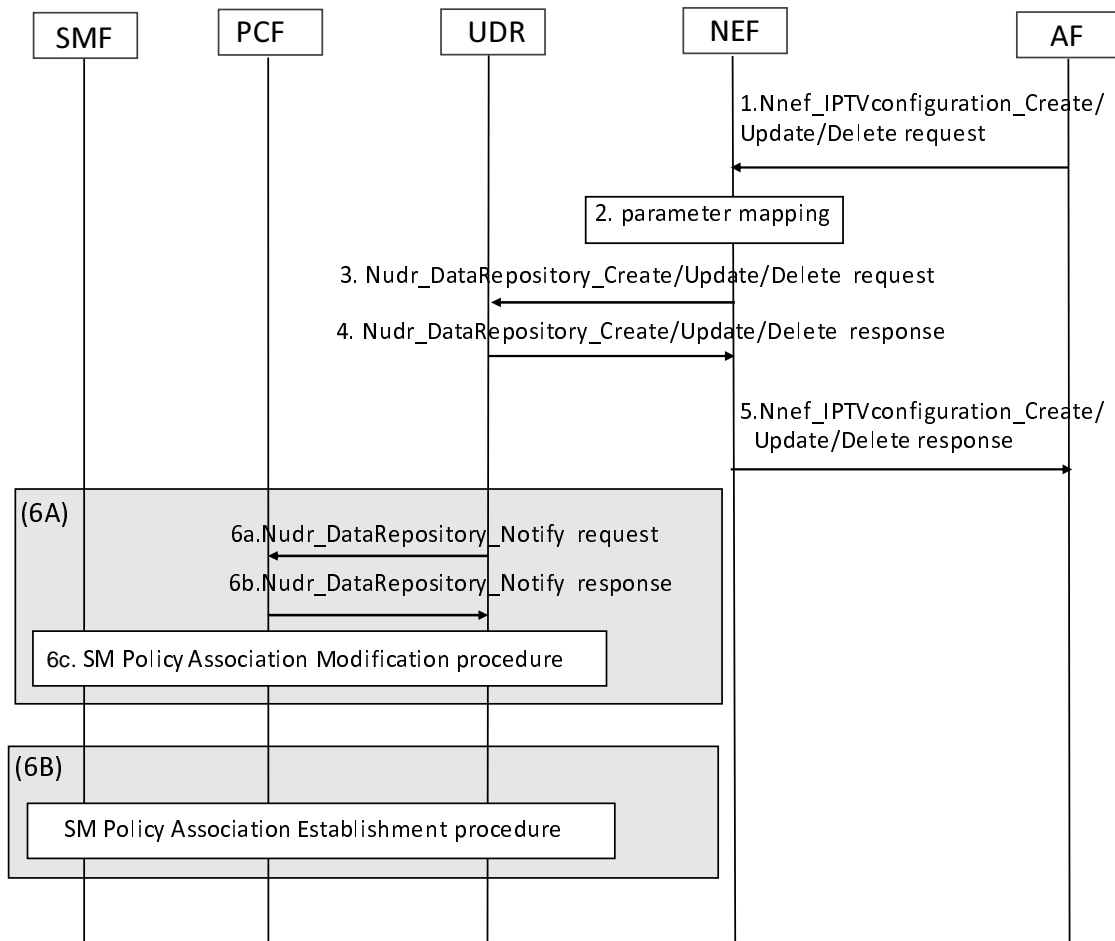 SMF
PCF
UDR
NEF
AF
1.Nnef_IPTVconfiguration_Create/
Update/Delete request
2. parameter mapping
3. Nudr_DataRepository_Create/Update/Delete request
4. Nudr_DataRepository_Create/Update/Delete response
5.Nnef_IPTVconfiguration_Create/
Update/Delete response
(6A)
6a.Nudr_DataRepository_Notify request
6b.Nudr_DataRepository_Notify response
6c. SM Policy Association Modification procedure
(6B)
SM Policy Association Establishment procedure